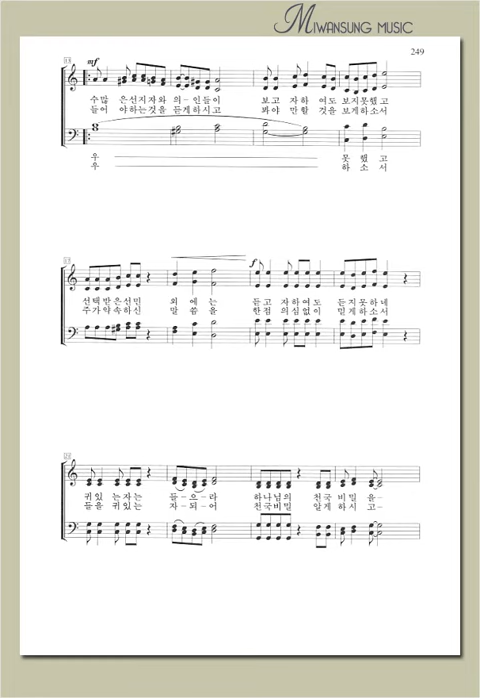 MIWANSUNG MUSIC
249
mf
수많 은선지자와 의-인들이 보고 자하 여도 보지못했고
들어 야하는것을 듣게하시고 봐야 만할 것을 보게하소서
우 못 했 고
우 하 소 서
선택받은선민 외 에 는 듣고 자하여도 듣지못하네
주가약속하신 말 씀 을 한점 의심없이 믿게하소서
f
귀있 는자는 들-으-라 하나님의 천국 비밀 을-
들을 귀있는 자-되-어 천국비밀 알게 하시 고-